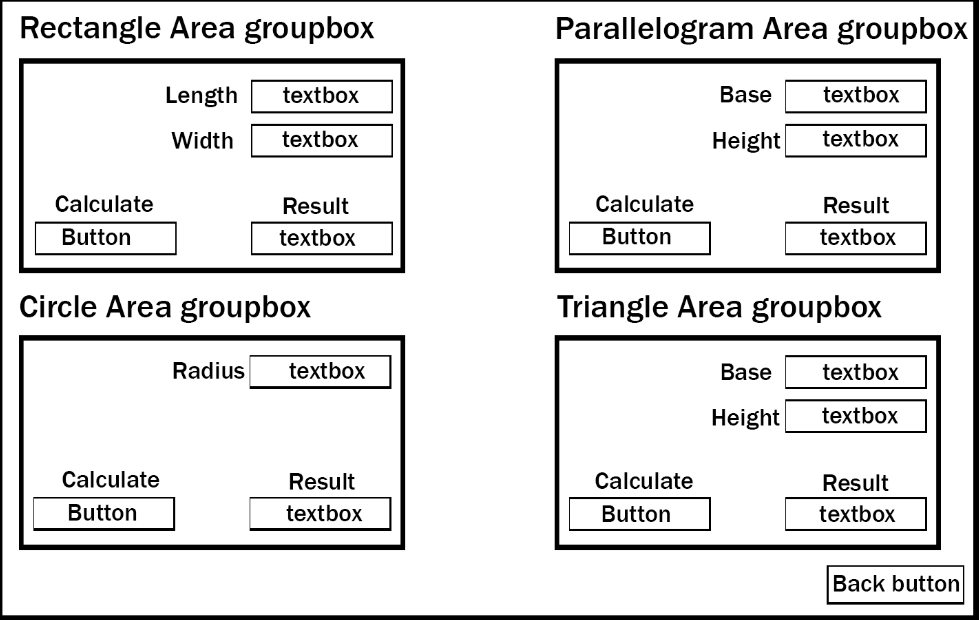 Rectangle Area groupbox
Length textbox
Width textbox
Calculate Result
Button textbox
Parallelogram Area groupbox
Base textbox
Height textbox
Calculate Result
Button textbox
Circle Area groupbox
Radius textbox
Calculate Result
Button textbox
Triangle Area groupbox
Base textbox
Height textbox
Calculate Result
Button textbox
Back button